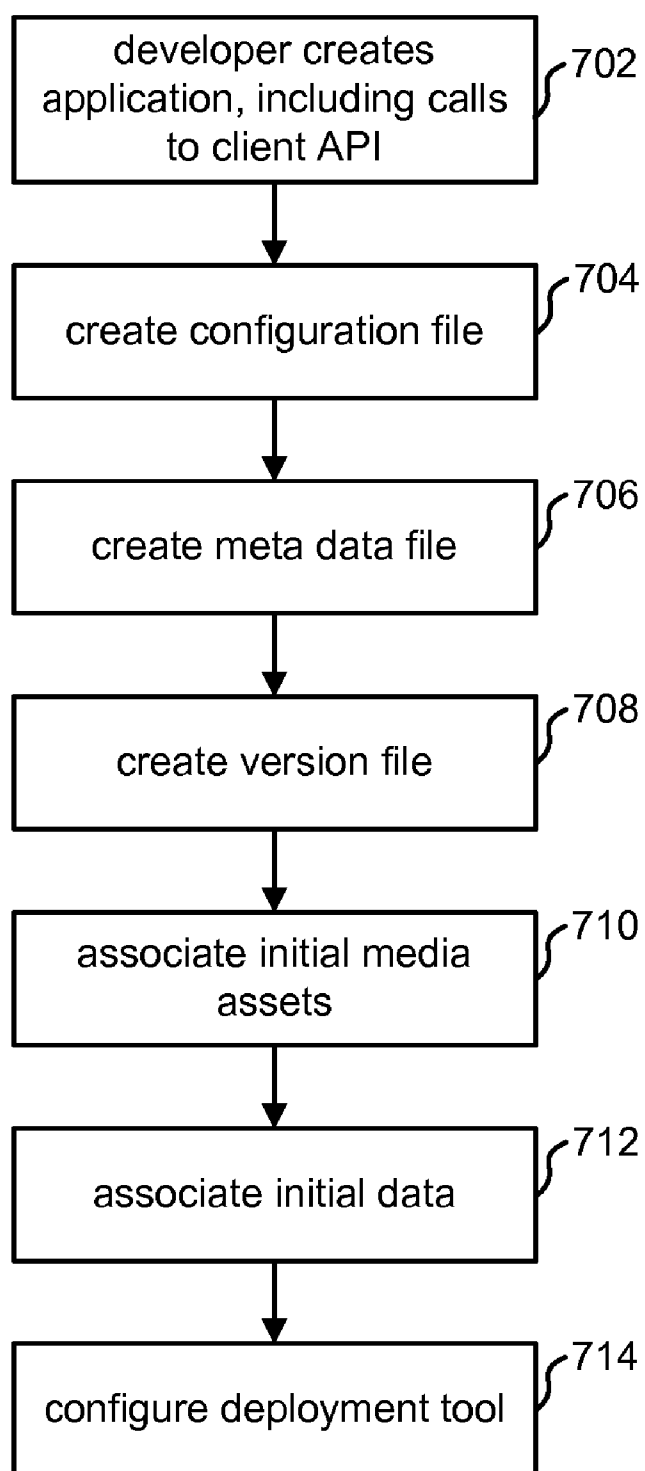 developer creates
application, including calls
to client API
702
create configuration file
704
create meta data file
706
create version file
708
associate initial media
assets
710
associate initial data
712
configure deployment tool
714